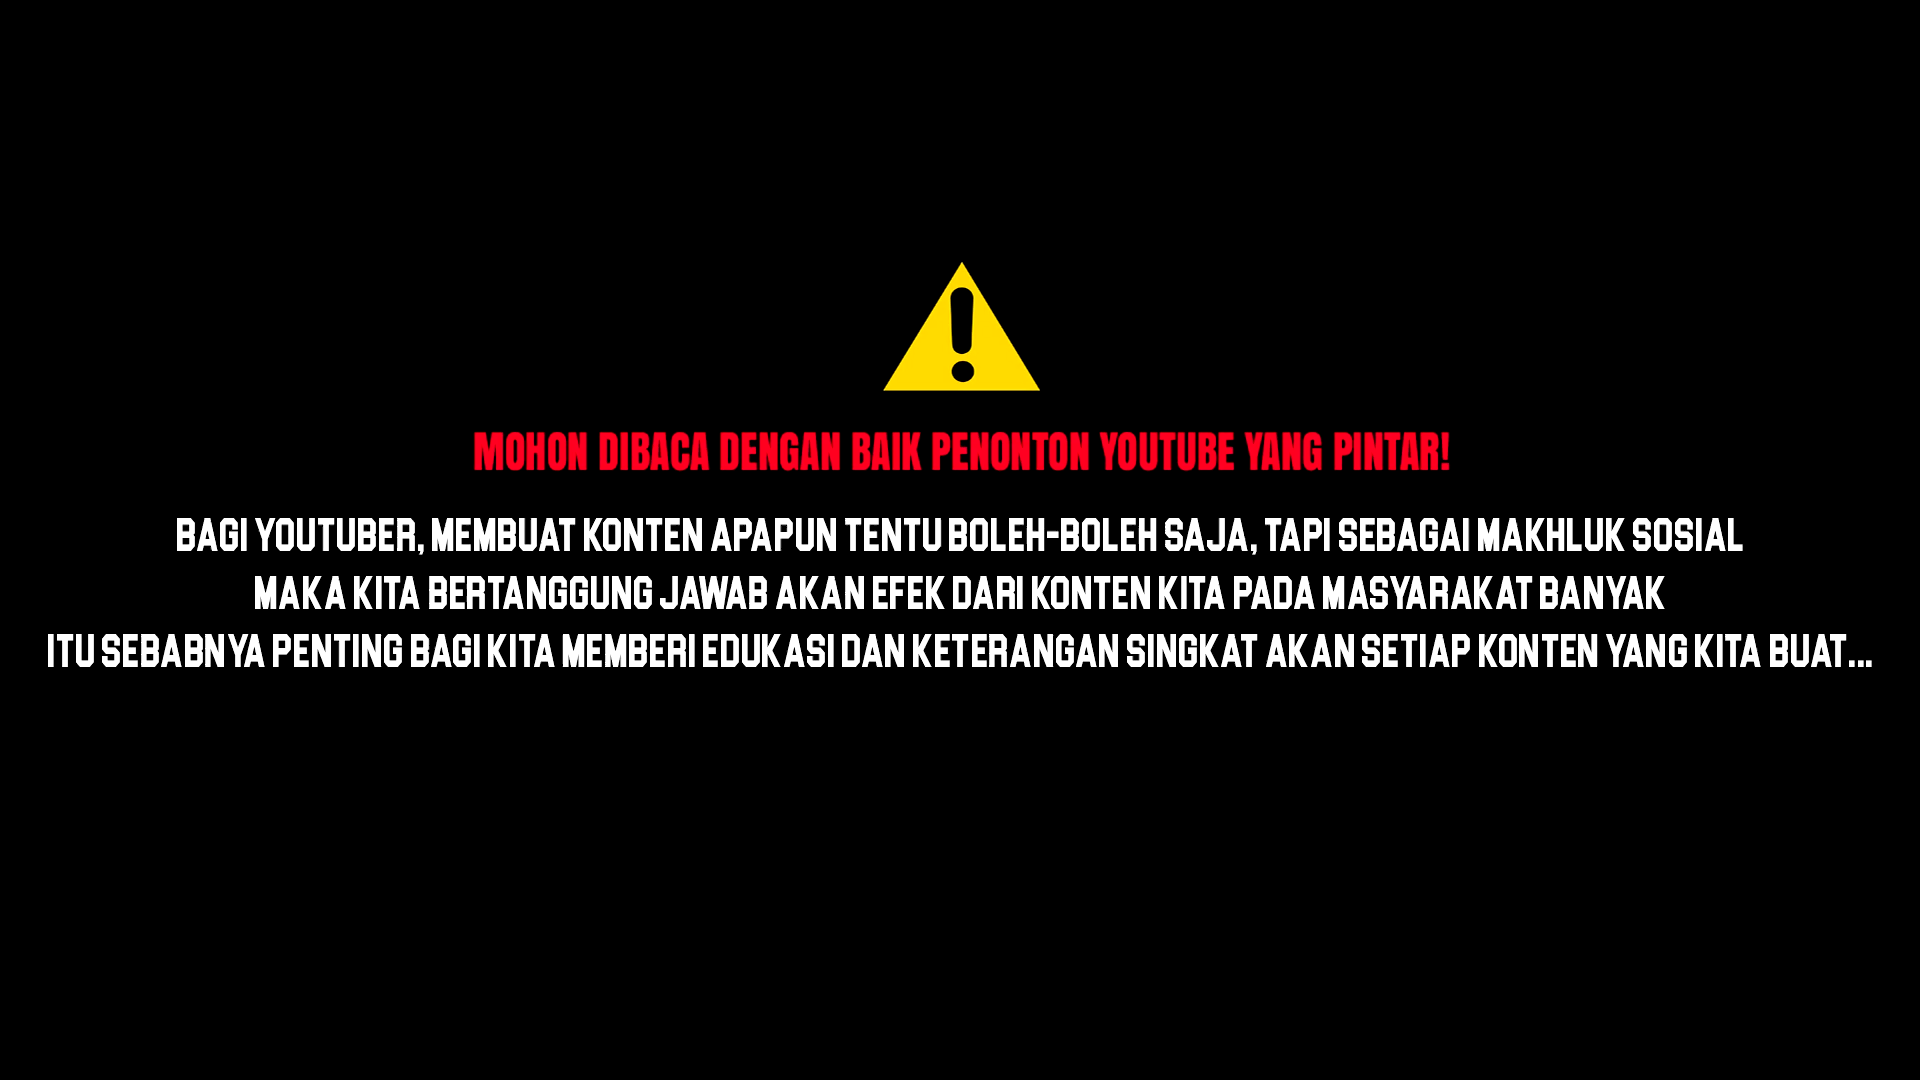 MOHON DIBACA DENGAN BAIK PENONTON YOUTUBE YANG PINTAR!
BAGI YOUTUBER, MEMBUAT KONTEN APAPUN TENTU BOLEH-BOLEH SAJA, TAPI SEBAGAI MAKHLUK SOSIAL
MAKA KITA BERTANGGUNG JAWAB AKAN EFEK DARI KONTEN KITA PADA MASYARAKAT BANYAK
ITU SEBABNYA PENTING BAGI KITA MEMBERI EDUKASI DAN KETERANGAN SINGKAT AKAN SETIAP KONTEN YANG KITA BUAT...